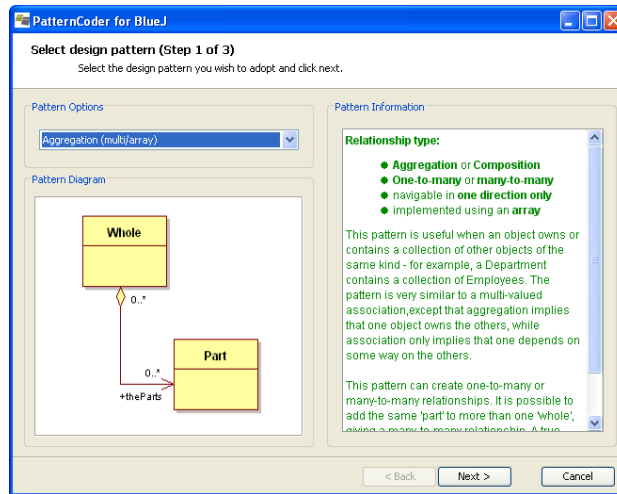 PatternCoder for BlueJ
Select design pattern (Step 1 of 3)
Select the design pattern you wish to adopt and click next.
Pattern Options
Aggregation (multi/array)
Pattern Diagram
Whole
0..*
Part
0..*
+theParts
Pattern Information
Relationship type:
Aggregation or Composition
One-to-many or many-to-many
navigable in one direction only
implemented using an array
This pattern is useful when an object owns or
contains a collection of other objects of the
same kind - for example, a Department
contains a collection of Employees. The
pattern is very similar to a multi-valued
association,except that aggregation implies
that one object owns the others, while
association only implies that one depends on
some way on the others.
This pattern can create one-to-many or
many-to-many relationships. It is possible to
add the same 'part' to more than one 'whole',
giving a many-to-many relationship. A true
< Back
Next >
Cancel